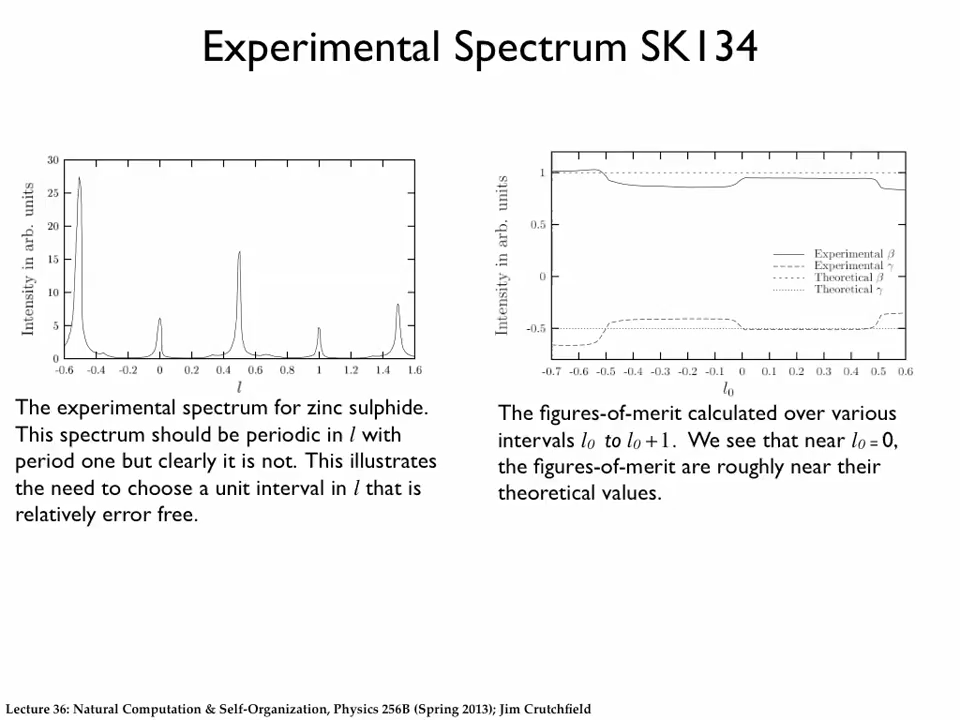 Experimental Spectrum SK134
Intensity in arb. units
30
25
20
15
10
5
0
-0.6 -0.4 -0.2 0 0.2 0.4 0.6 0.8 1 1.2 1.4 1.6
l
The experimental spectrum for zinc sulphide.
This spectrum should be periodic in l with
period one but clearly it is not. This illustrates
the need to choose a unit interval in l that is
relatively error free.
Intensity in arb. units
1
0.5
0
-0.5
Experimental β
Experimental γ
Theoretical β
Theoretical γ
-0.7 -0.6 -0.5 -0.4 -0.3 -0.2 -0.1 0 0.1 0.2 0.3 0.4 0.5 0.6
l0
The figures-of-merit calculated over various
intervals l0 to l0 +1. We see that near l0 = 0,
the figures-of-merit are roughly near their
theoretical values.
Lecture 36: Natural Computation & Self-Organization, Physics 256B (Spring 2013); Jim Crutchfield